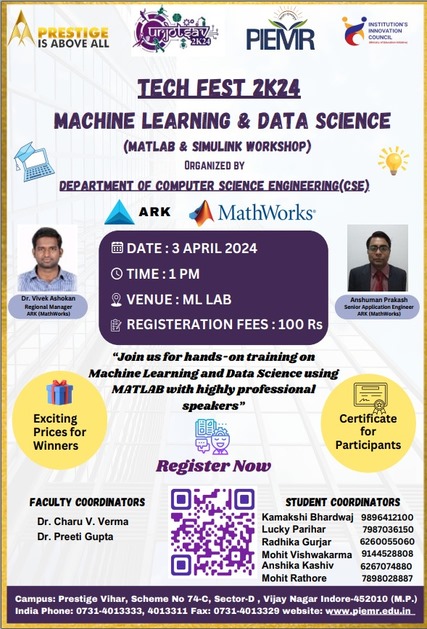 PRESTIGE
IS ABOVE ALL
urjotsav
2K24
PIEMR
INSTITUTION'S
INNOVATION
COUNCIL
TECH FEST 2K24
MACHINE LEARNING & DATA SCIENCE
(MATLAB & SIMULINK WORKSHOP)
ORGANIZED BY
DEPARTMENT OF COMPUTER SCIENCE ENGINEERING(CSE)
ARK
MathWorks®
DATE : 3 APRIL 2024
TIME : 1 PM
VENUE : ML LAB
REGISTERATION FEES : 100 Rs
Dr. Vivek Ashokan
Regional Manager
ARK (MathWorks)
Anshuman Prakash
Senior Application Engineer
ARK (MathWorks)
“Join us for hands-on training on
Machine Learning and Data Science using
MATLAB with highly professional
speakers”
Exciting
Prices for
Winners
Certificate
for
Participants
Register Now
FACULTY COORDINATORS
Dr. Charu V. Verma
Dr. Preeti Gupta
STUDENT COORDINATORS
Kamakshi Bhardwaj 9896412100
Lucky Parihar 7987036150
Radhika Gurjar 6260055060
Mohit Vishwakarma 9144528808
Anshika Kashiv 6267074880
Mohit Rathore 7898028887
Campus: Prestige Vihar, Scheme No 74-C, Sector-D , Vijay Nagar Indore-452010 (M.P.)
India Phone: 0731-4013333, 4013311 Fax: 0731-4013329 website: www.piemr.edu.in